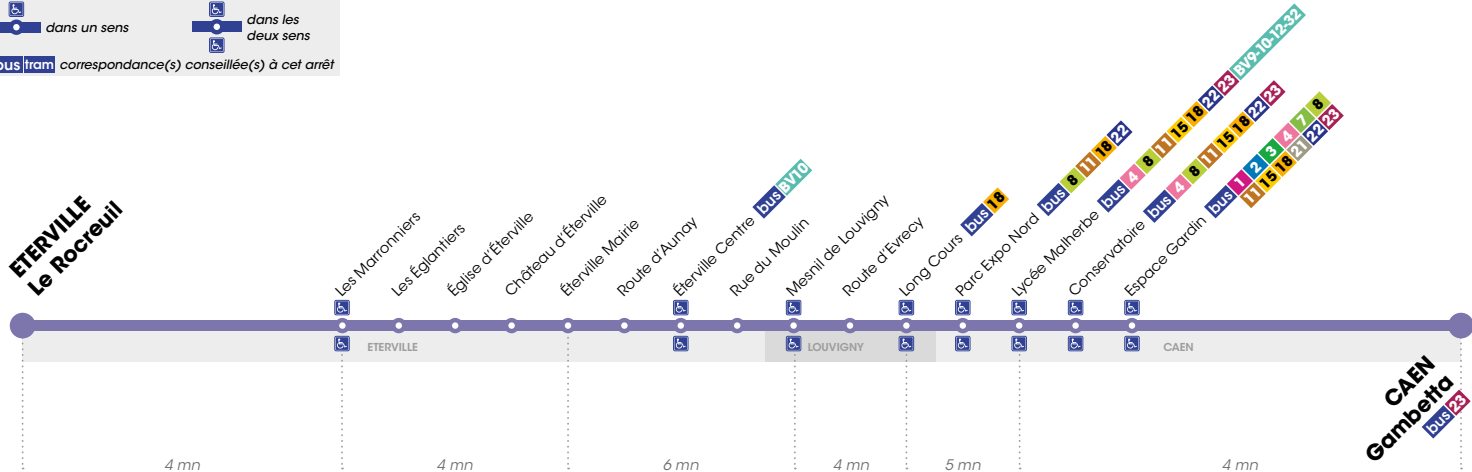 dans un sens
dans les
deux sens
bus tram correspondance(s) conseillée(s) à cet arrêt
ETERVILLE
Le Rocreuil
Les Marronniers
Les Églantiers
Église d'Éterville
Château d'Éterville
Éterville Mairie
Route d'Aunay
Éterville Centre bus BV10
Rue du Moulin
Mesnil de Louvigny
Route d'Evrecy
Long Cours bus 18
Parc Expo Nord bus 8 11 18 22
Lycée Malherbe bus 4 8 11 15 18 22 23 BV9-10-12-32
Conservatoire bus 4 8 11 15 18 22 23
Espace Gardin bus 1 2 3 4 7 8
11 15 18 21 22 23
ETERVILLE
LOUVIGNY
CAEN
CAEN
Gambetta
bus 23
4 mn
4 mn
6 mn
4 mn
5 mn
4 mn